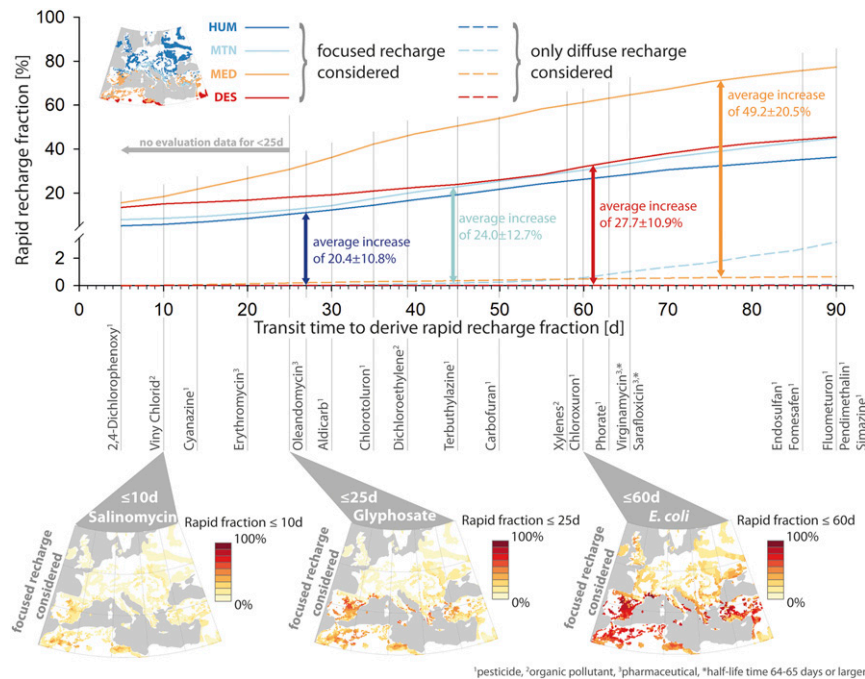 Rapid recharge fraction [%]
100
80
60
40
20
2
0
HUM
MTN
MED
DES
focused recharge
considered
only diffuse recharge
considered
no evaluation data for <25d
average increase
of 20.4±10.8%
average increase
of 24.0±12.7%
average increase
of 27.7±10.9%
average increase
of 49.2±20.5%
0 10 20 30 40 50 60 70 80 90
Transit time to derive rapid recharge fraction [d]
2,4-Dichlorophenoxy¹
Viny Chlorid²
Cyanazine¹
Erythromycin³
Oleandomycin³
Aldicarb¹
Chlorotoluron¹
Dichloroethylene²
Terbuthylazine¹
Carbofuran¹
Xylenes²
Chloroxuron¹
Phorate¹
Virginamycin³,*
Sarafloxicin³,*
Endosulfan¹
Fomesafen¹
Fluometuron¹
Pendimethalin¹
Simazine¹
≤10d
Salinomycin
focused recharge
considered
Rapid fraction ≤ 10d
100%
0%
≤25d
Glyphosate
focused recharge
considered
Rapid fraction ≤ 25d
100%
0%
≤60d
E. coli
focused recharge
considered
Rapid fraction ≤ 60d
100%
0%
¹pesticide, ²organic pollutant, ³pharmaceutical, *half-life time 64-65 days or larger